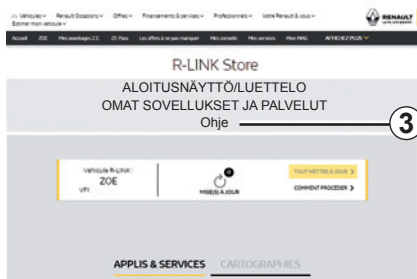 Véhicules Renault Occasions Offres Financements & services Professionnels Votre Renault & vous
Estimer mon véhicule
RENAULT
Accueil ZOE Mes avantages Z.E. ZE Pass Les offres à ne pas manquer Mes conseils Mes services Mon MAG AFFICHEZ PLUS
R-LINK Store
ALOITUSNÄYTTÖ/LUETTELO
OMAT SOVELLUKSET JA PALVELUT
Ohje
3
Véhicule R-LINK :
ZOE
VF1
MISE(S) À JOUR
TOUT METTRE À JOUR
COMMENT PROCÉDER
APPLIS & SERVICES CARTOGRAPHIES